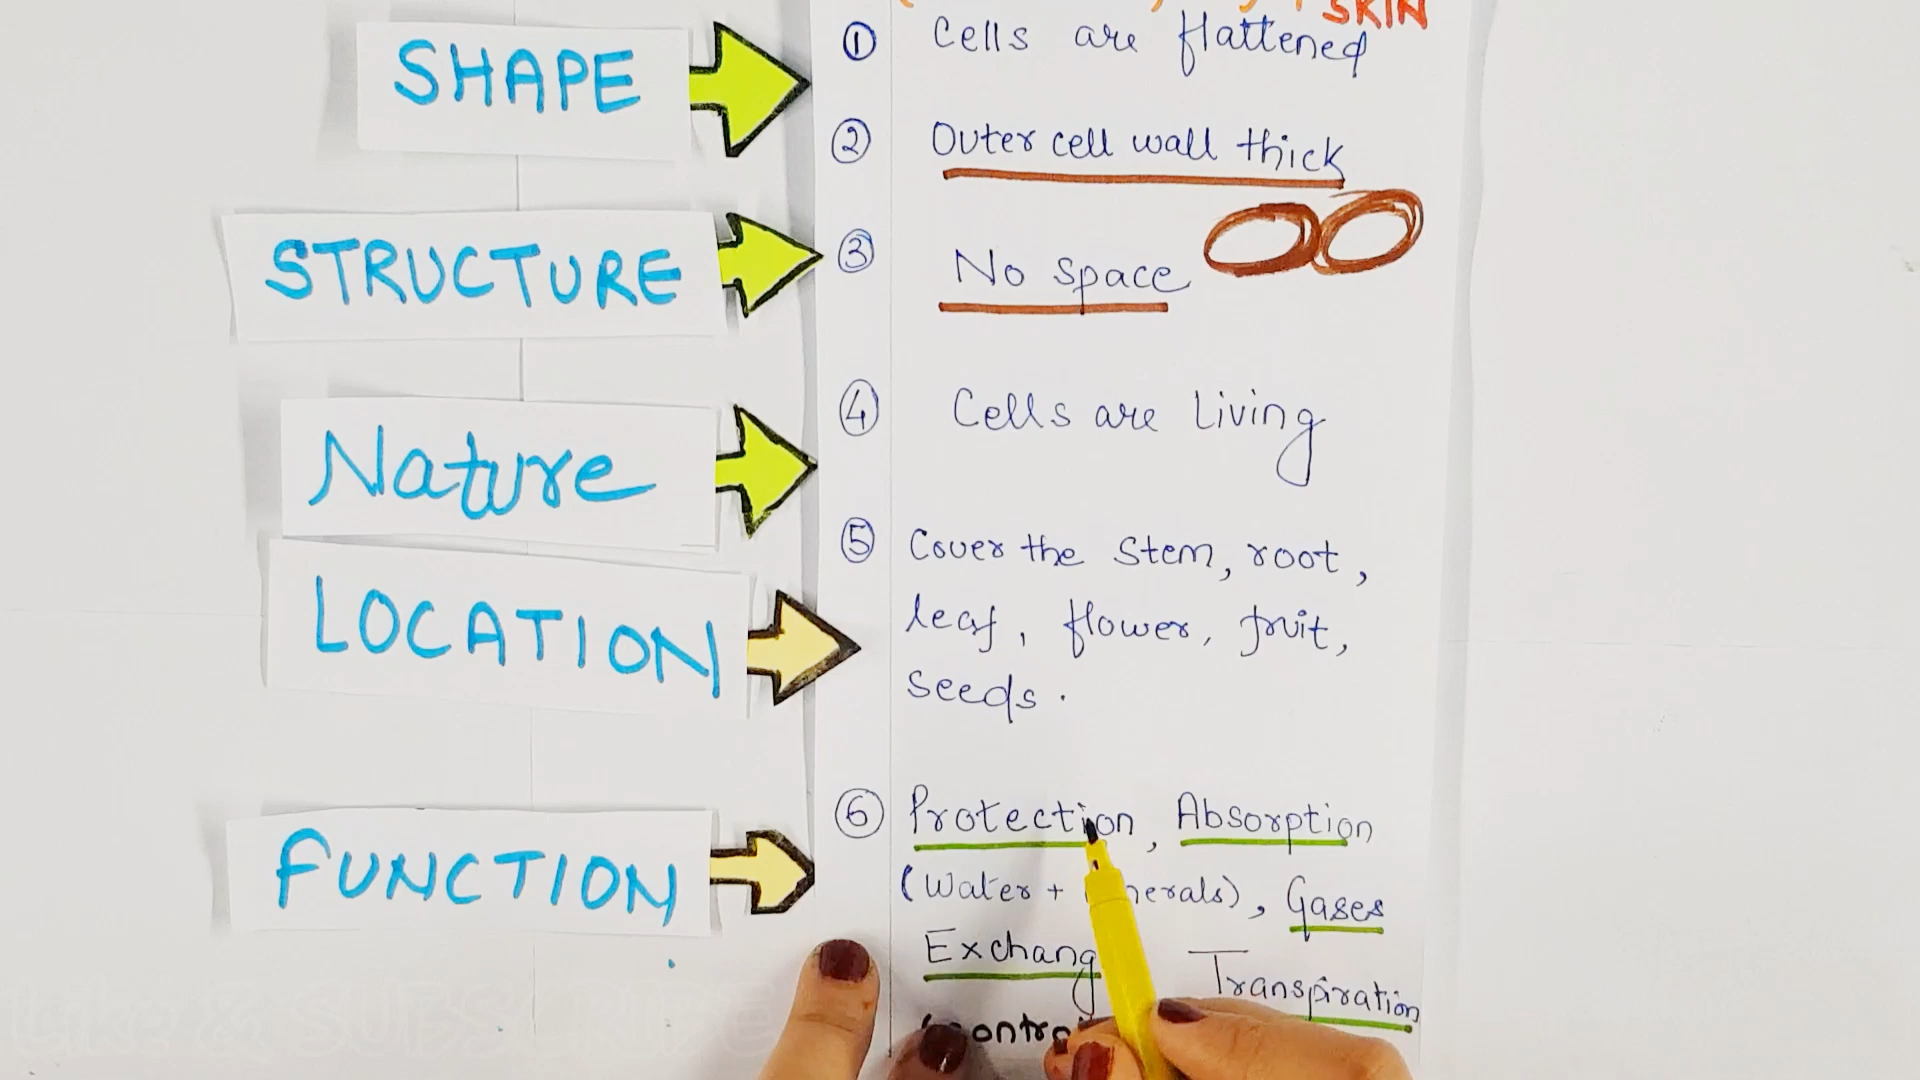 SKIN
SHAPE
① Cells are flattened
② Outer cell wall thick
STRUCTURE
③ No space
Nature
④ Cells are Living
LOCATION
⑤ Cover the Stem, root,
leaf, flower, fruit,
seeds.
FUNCTION
⑥ Protection, Absorption
(Water + nerals), Gases
Exchang
Transpiration
Like & SUBSCRIBE